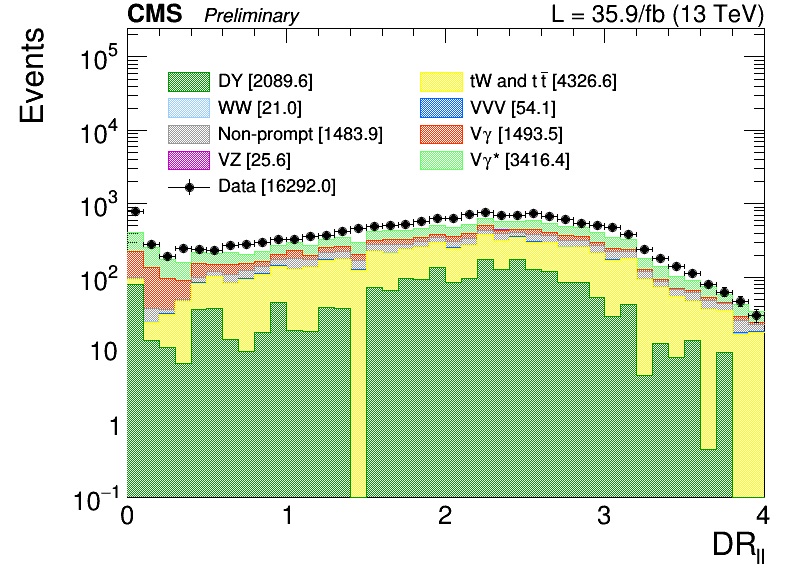 CMS Preliminary L = 35.9/fb (13 TeV)
Events
DY [2089.6] tW and t t̄ [4326.6]
WW [21.0] VVV [54.1]
Non-prompt [1483.9] Vγ [1493.5]
VZ [25.6] Vγ* [3416.4]
Data [16292.0]
10⁵
10⁴
10³
10²
10
1
10⁻¹
0 1 2 3 4
DR_ll